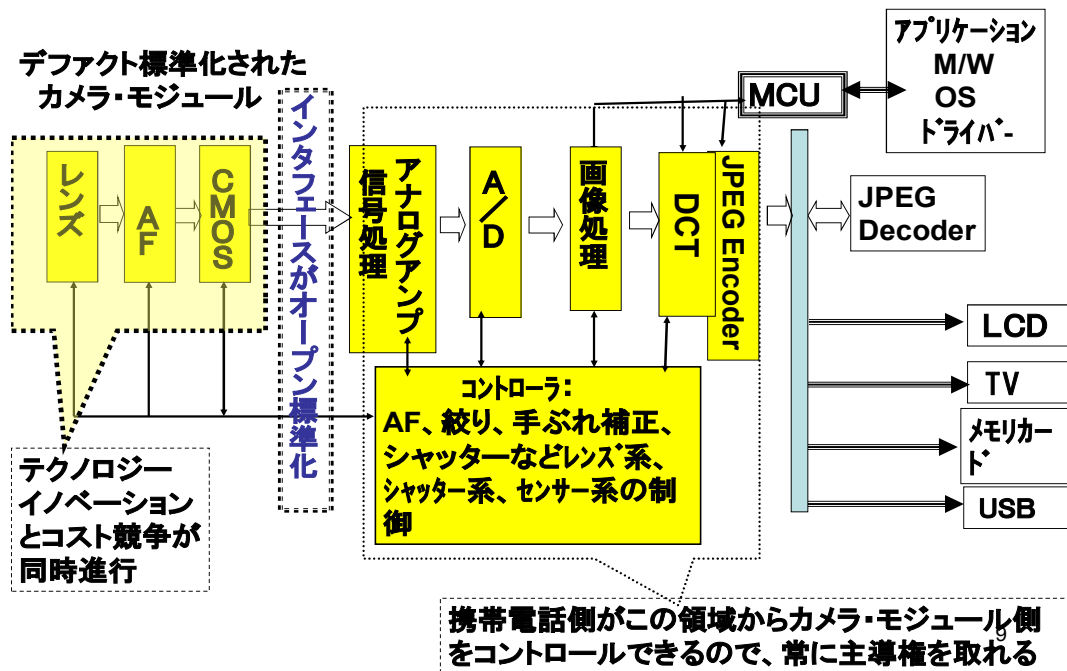 デファクト標準化された
カメラ・モジュール
レンズ
AF
CMOS
インタフェースがオープン標準化
アナログアンプ
信号処理
A/D
画像処理
DCT
JPEG Encoder
MCU
アプリケーション
M/W
OS
ドライバー
JPEG
Decoder
LCD
TV
メモリカー
ド
USB
コントローラ:
AF、絞り、手ぶれ補正、
シャッターなどレンズ系、
シャッター系、センサー系の制
御
テクノロジー
イノベーション
とコスト競争が
同時進行
携帯電話側がこの領域からカメラ・モジュール側
をコントロールできるので、常に主導権を取れる
9